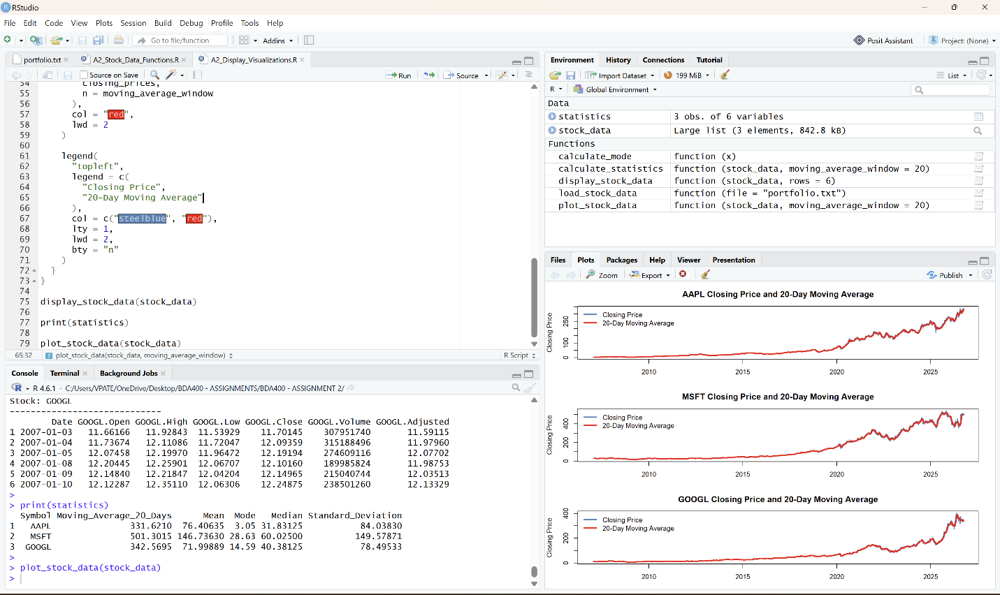 RStudio
File Edit Code View Plots Session Build Debug Profile Tools Help
Go to file/function Addins Posit Assistant Project: (None)
portfolio.txt A2_Stock_Data_Functions.R A2_Display_Visualizations.R
Source on Save Run Source
54 closing_prices,
55 n = moving_average_window
56 ),
57 col = "red",
58 lwd = 2
59 )
60
61 legend(
62 "topleft",
63 legend = c(
64 "Closing Price",
65 "20-Day Moving Average"
66 ),
67 col = c("steelblue", "red"),
68 lty = 1,
69 lwd = 2,
70 bty = "n"
71 )
72 }
73 }
74
75 display_stock_data(stock_data)
76
77 print(statistics)
78
79 plot_stock_data(stock_data)
65:32 plot_stock_data(stock_data, moving_average_window) R Script
Console Terminal Background Jobs
R 4.6.1 · C:/Users/VPATE/OneDrive/Desktop/BDA400 - ASSIGNMENTS/BDA400 - ASSIGNMENT 2/
Stock: GOOGL
-----------------------------
Date GOOGL.Open GOOGL.High GOOGL.Low GOOGL.Close GOOGL.Volume GOOGL.Adjusted
1 2007-01-03 11.66166 11.92843 11.53929 11.70145 307951740 11.59115
2 2007-01-04 11.73674 12.11086 11.72047 12.09359 315188496 11.97960
3 2007-01-05 12.07458 12.19970 11.96472 12.19194 274609116 12.07702
4 2007-01-08 12.20445 12.25901 12.06707 12.10160 189985824 11.98753
5 2007-01-09 12.14840 12.21847 12.04204 12.14965 215040744 12.03513
6 2007-01-10 12.12287 12.35110 12.06306 12.24875 238501260 12.13329
>
> print(statistics)
Symbol Moving_Average_20_Days Mean Mode Median Standard_Deviation
1 AAPL 331.6210 76.40635 3.05 31.83125 84.03830
2 MSFT 501.3015 146.73630 28.63 60.02500 149.57871
3 GOOGL 342.5695 71.99889 14.59 40.38125 78.49533
>
> plot_stock_data(stock_data)
>
Environment History Connections Tutorial
Import Dataset 199 MiB List
R Global Environment
Data
statistics 3 obs. of 6 variables
stock_data Large list (3 elements, 842.8 kB)
Functions
calculate_mode function (x)
calculate_statistics function (stock_data, moving_average_window = 20)
display_stock_data function (stock_data, rows = 6)
load_stock_data function (file = "portfolio.txt")
plot_stock_data function (stock_data, moving_average_window = 20)
Files Plots Packages Help Viewer Presentation
Zoom Export Publish
AAPL Closing Price and 20-Day Moving Average
Closing Price
20-Day Moving Average
Closing Price
0 100 250
2010 2015 2020 2025
MSFT Closing Price and 20-Day Moving Average
Closing Price
20-Day Moving Average
Closing Price
0 200 400
2010 2015 2020 2025
GOOGL Closing Price and 20-Day Moving Average
Closing Price
20-Day Moving Average
Closing Price
0 200 400
2010 2015 2020 2025